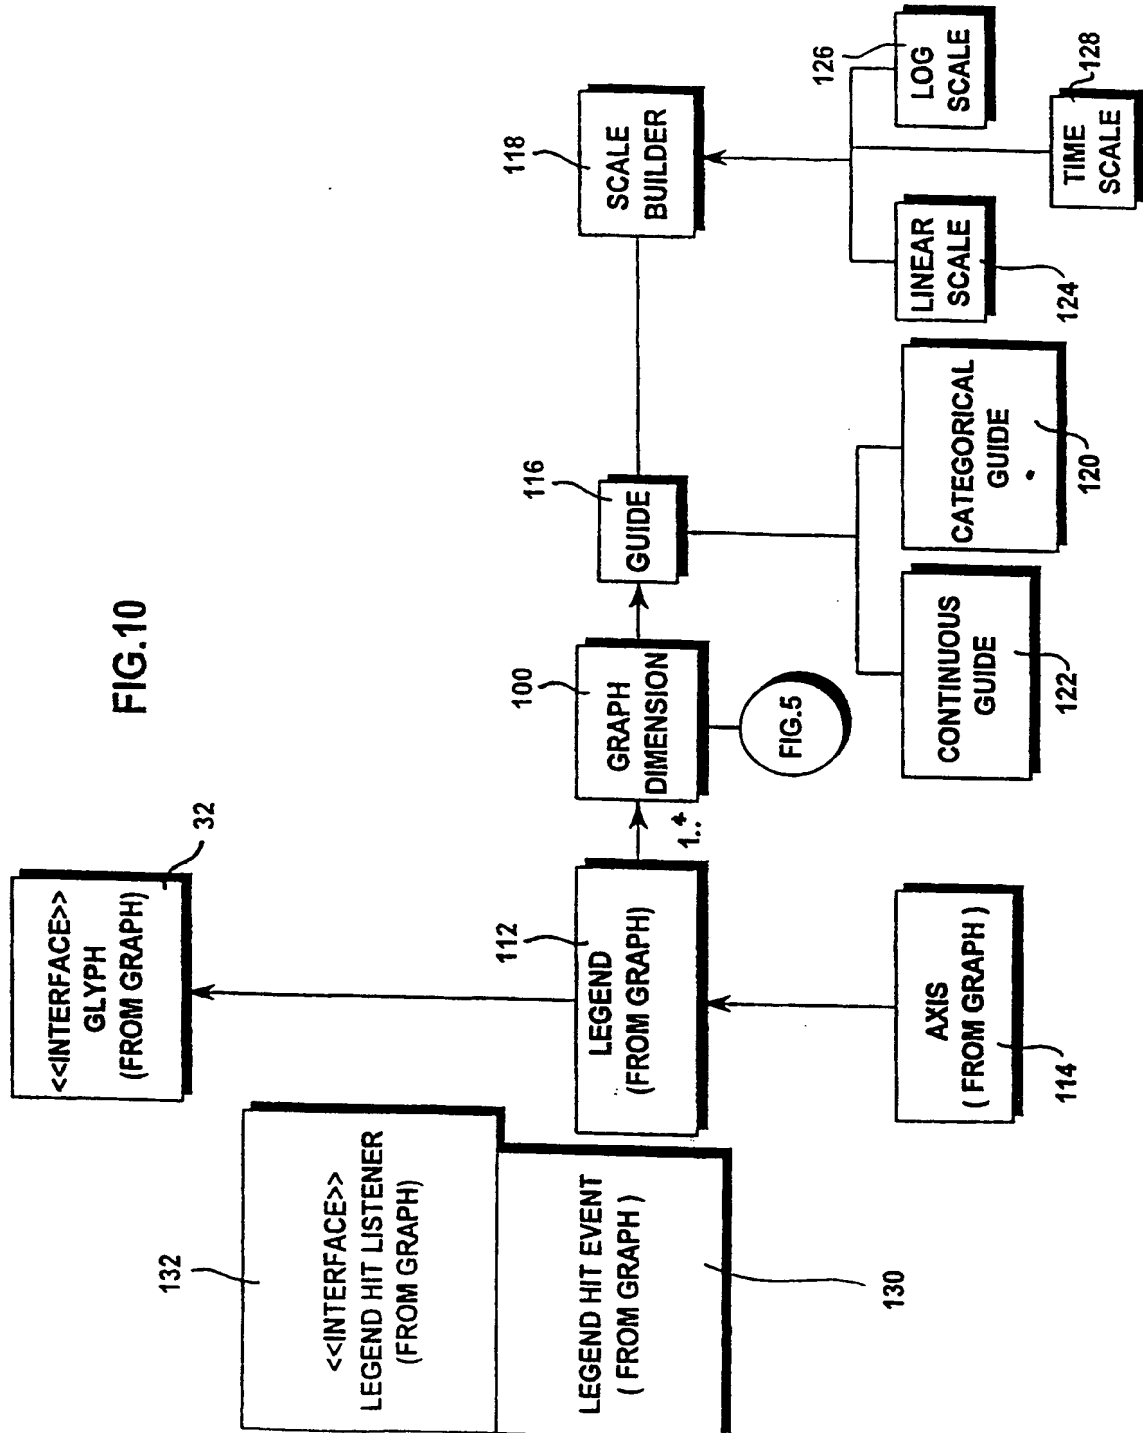 FIG.10
132
<<INTERFACE>>
LEGEND HIT LISTENER
(FROM GRAPH)
LEGEND HIT EVENT
( FROM GRAPH )
130
<<INTERFACE>>
GLYPH
(FROM GRAPH)
32
112
LEGEND
(FROM GRAPH)
1..*
AXIS
( FROM GRAPH )
114
100
GRAPH
DIMENSION
FIG.5
116
GUIDE
CONTINUOUS
GUIDE
122
CATEGORICAL
GUIDE
120
118
SCALE
BUILDER
LINEAR
SCALE
124
126
LOG
SCALE
TIME
SCALE
128